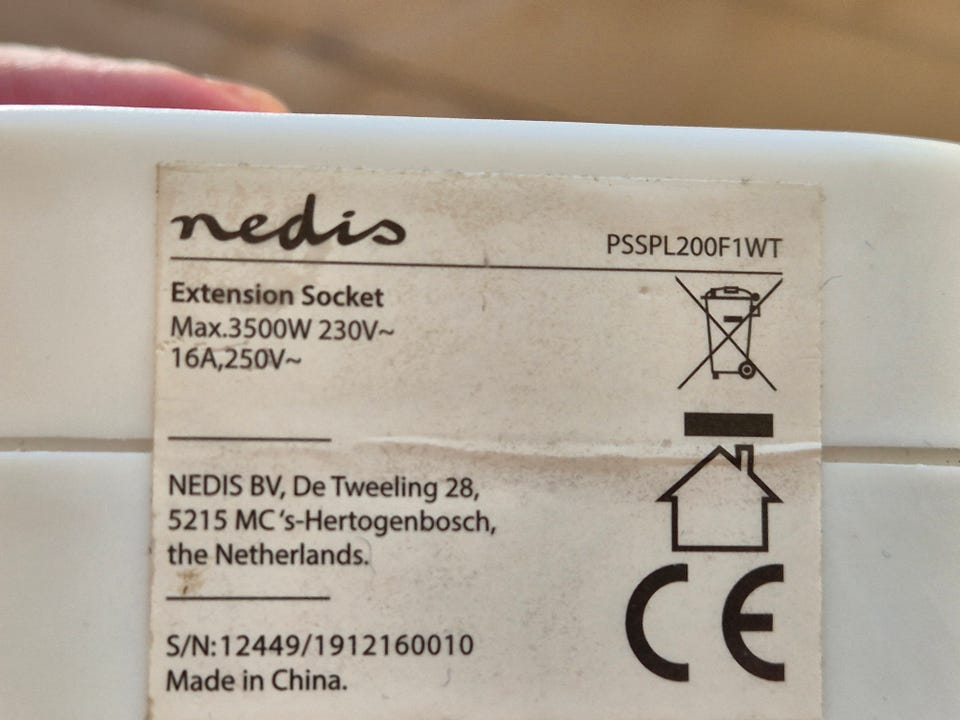 nedis
PSSPL200F1WT
Extension Socket
Max.3500W 230V~
16A,250V~
NEDIS BV, De Tweeling 28,
5215 MC 's-Hertogenbosch,
the Netherlands.
S/N:12449/1912160010
Made in China.
CE